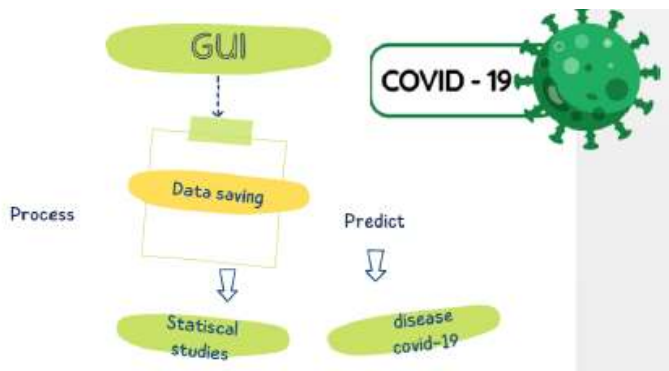 GUI
COVID - 19
Data saving
Process
Predict
Statiscal
studies
disease
covid-19